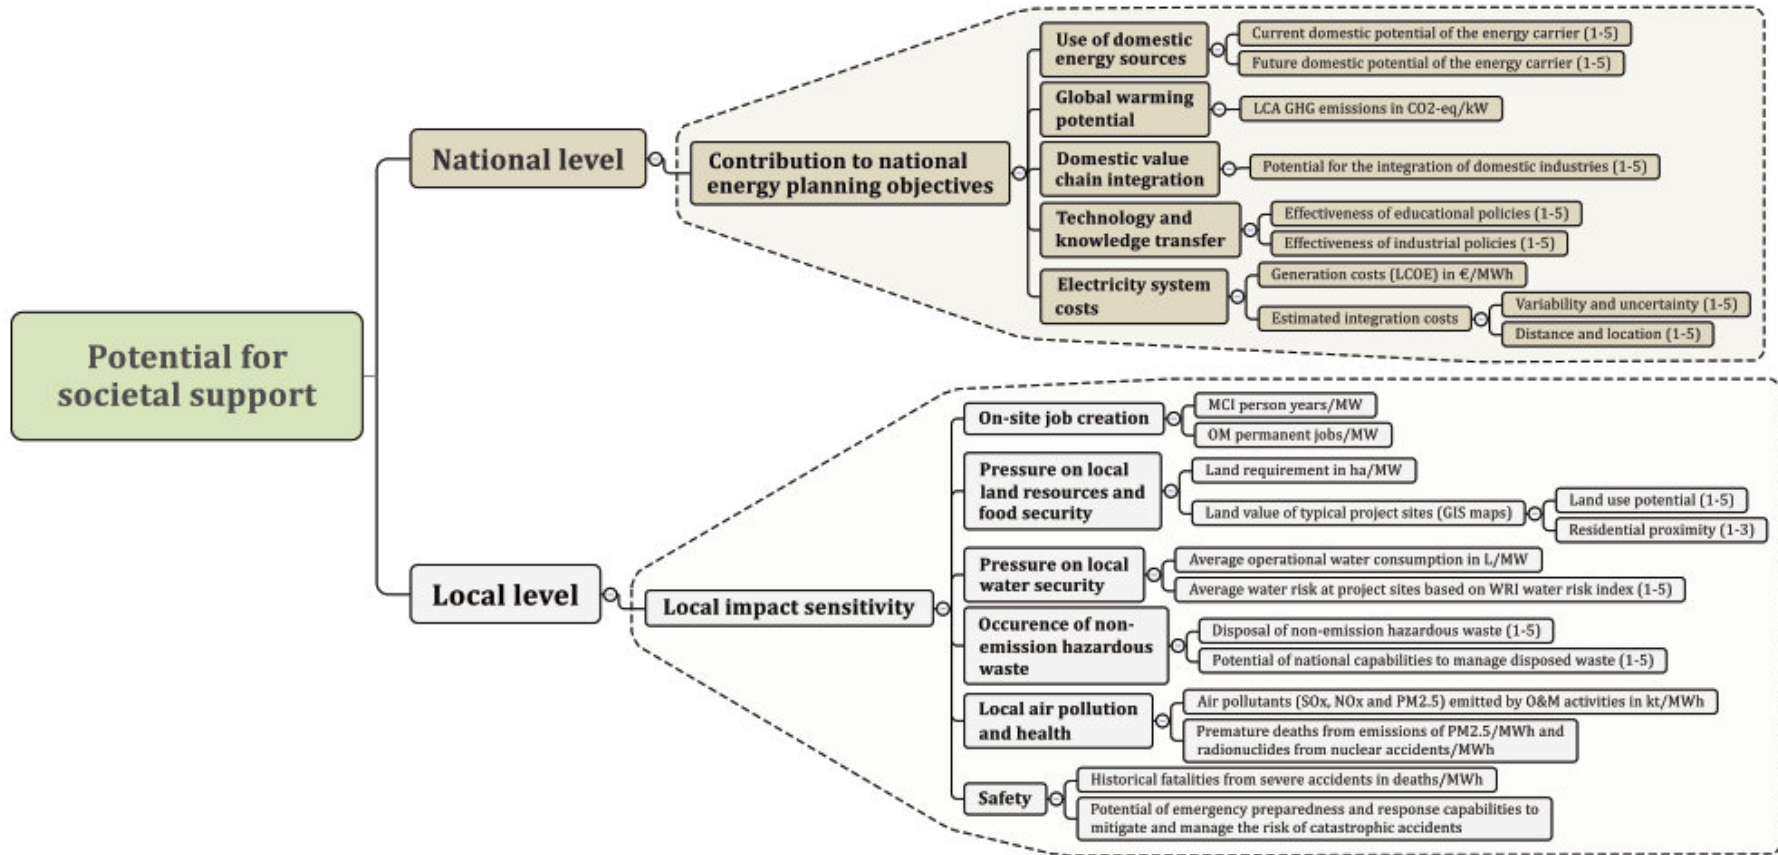 Potential for
societal support
National level
Contribution to national
energy planning objectives
Use of domestic
energy sources
Current domestic potential of the energy carrier (1-5)
Future domestic potential of the energy carrier (1-5)
Global warming
potential
LCA GHG emissions in CO2-eq/kW
Domestic value
chain integration
Potential for the integration of domestic industries (1-5)
Technology and
knowledge transfer
Effectiveness of educational policies (1-5)
Effectiveness of industrial policies (1-5)
Electricity system
costs
Generation costs (LCOE) in €/MWh
Estimated integration costs
Variability and uncertainty (1-5)
Distance and location (1-5)
Local level
Local impact sensitivity
On-site job creation
MCI person years/MW
OM permanent jobs/MW
Pressure on local
land resources and
food security
Land requirement in ha/MW
Land value of typical project sites (GIS maps)
Land use potential (1-5)
Residential proximity (1-3)
Pressure on local
water security
Average operational water consumption in L/MW
Average water risk at project sites based on WRI water risk index (1-5)
Occurence of non-
emission hazardous
waste
Disposal of non-emission hazardous waste (1-5)
Potential of national capabilities to manage disposed waste (1-5)
Local air pollution
and health
Air pollutants (SOx, NOx and PM2.5) emitted by O&M activities in kt/MWh
Premature deaths from emissions of PM2.5/MWh and
radionuclides from nuclear accidents/MWh
Safety
Historical fatalities from severe accidents in deaths/MWh
Potential of emergency preparedness and response capabilities to
mitigate and manage the risk of catastrophic accidents